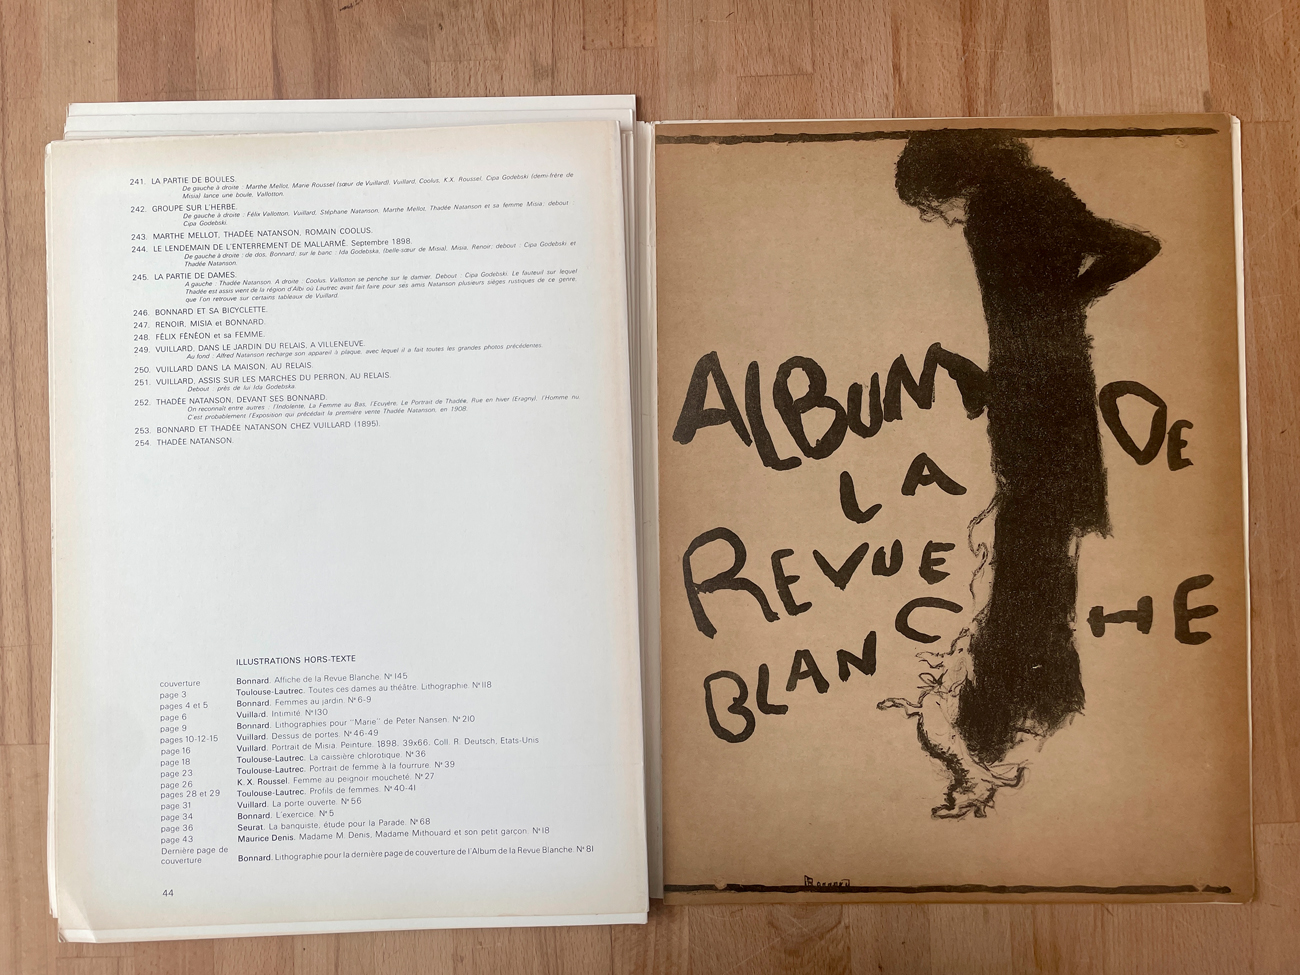 241. LA PARTIE DE BOULES.
De gauche à droite : Marthe Mellot, Marie Roussel (sœur de Vuillard), Vuillard, Coolus, K.X. Roussel, Cipa Godebski (demi-frère de
Misia) lance une boule, Vallotton.
242. GROUPE SUR L'HERBE.
De gauche à droite : Félix Vallotton, Vuillard, Stéphane Natanson, Marthe Mellot, Thadée Natanson et sa femme Misia; debout :
Cipa Godebski.
243. MARTHE MELLOT, THADÉE NATANSON, ROMAIN COOLUS.
244. LE LENDEMAIN DE L'ENTERREMENT DE MALLARMÉ. Septembre 1898.
De gauche à droite : de dos, Bonnard, sur le banc : Ida Godebska, (belle-sœur de Misia), Misia, Renoir; debout : Cipa Godebski et
Thadée Natanson.
245. LA PARTIE DE DAMES.
A gauche : Thadée Natanson. A droite : Coolus. Vallotton se penche sur le damier. Debout : Cipa Godebski. Le fauteuil sur lequel
Thadée est assis vient de la région d'Albi où Lautrec avait fait faire pour ses amis Natanson plusieurs sièges rustiques de ce genre,
que l'on retrouve sur certains tableaux de Vuillard.
246. BONNARD ET SA BICYCLETTE.
247. RENOIR, MISIA et BONNARD.
248. FÉLIX FÉNÉON et sa FEMME.
249. VUILLARD, DANS LE JARDIN DU RELAIS, A VILLENEUVE.
Au fond : Alfred Natanson recharge son appareil à plaque, avec lequel il a fait toutes les grandes photos précédentes.
250. VUILLARD DANS LA MAISON, AU RELAIS.
251. VUILLARD, ASSIS SUR LES MARCHES DU PERRON, AU RELAIS.
Debout : près de lui Ida Godebska.
252. THADÉE NATANSON, DEVANT SES BONNARD.
On reconnaît entre autres : l'Indolente, La Femme au Bas, l'Ecuyère, Le Portrait de Thadée, Rue en hiver (Eragny), l'Homme nu.
C'est probablement l'Exposition qui précédait la première vente Thadée Natanson, en 1908.
253. BONNARD ET THADÉE NATANSON CHEZ VUILLARD (1895).
254. THADÉE NATANSON.
ILLUSTRATIONS HORS-TEXTE
couverture Bonnard. Affiche de la Revue Blanche. N° 145
page 3 Toulouse-Lautrec. Toutes ces dames au théâtre. Lithographie. N° 118
pages 4 et 5 Bonnard. Femmes au jardin. N° 6-9
page 6 Vuillard. Intimité. N° 130
page 9 Bonnard. Lithographies pour "Marie" de Peter Nansen. N° 210
pages 10-12-15 Vuillard. Dessus de portes. N° 46-49
page 16 Vuillard. Portrait de Misia. Peinture, 1898, 39x66. Coll. R. Deutsch, Etats-Unis
page 18 Toulouse-Lautrec. La caissière chlorotique. N° 36
page 23 Toulouse-Lautrec. Portrait de femme à la fourrure. N° 39
page 26 K. X. Roussel. Femme au peignoir moucheté. N° 27
pages 28 et 29 Toulouse-Lautrec. Profils de femmes. N° 40-41
page 31 Vuillard. La porte ouverte. N° 56
page 34 Bonnard. L'exercice. N° 5
page 36 Seurat. La banquiste, étude pour la Parade. N° 68
page 43 Maurice Denis. Madame M. Denis, Madame Mithouard et son petit garçon. N° 18
Dernière page de
couverture Bonnard. Lithographie pour la dernière page de couverture de l'Album de la Revue Blanche. N° 81
44
ALBUM DE
LA
REVUE
BLANCHE